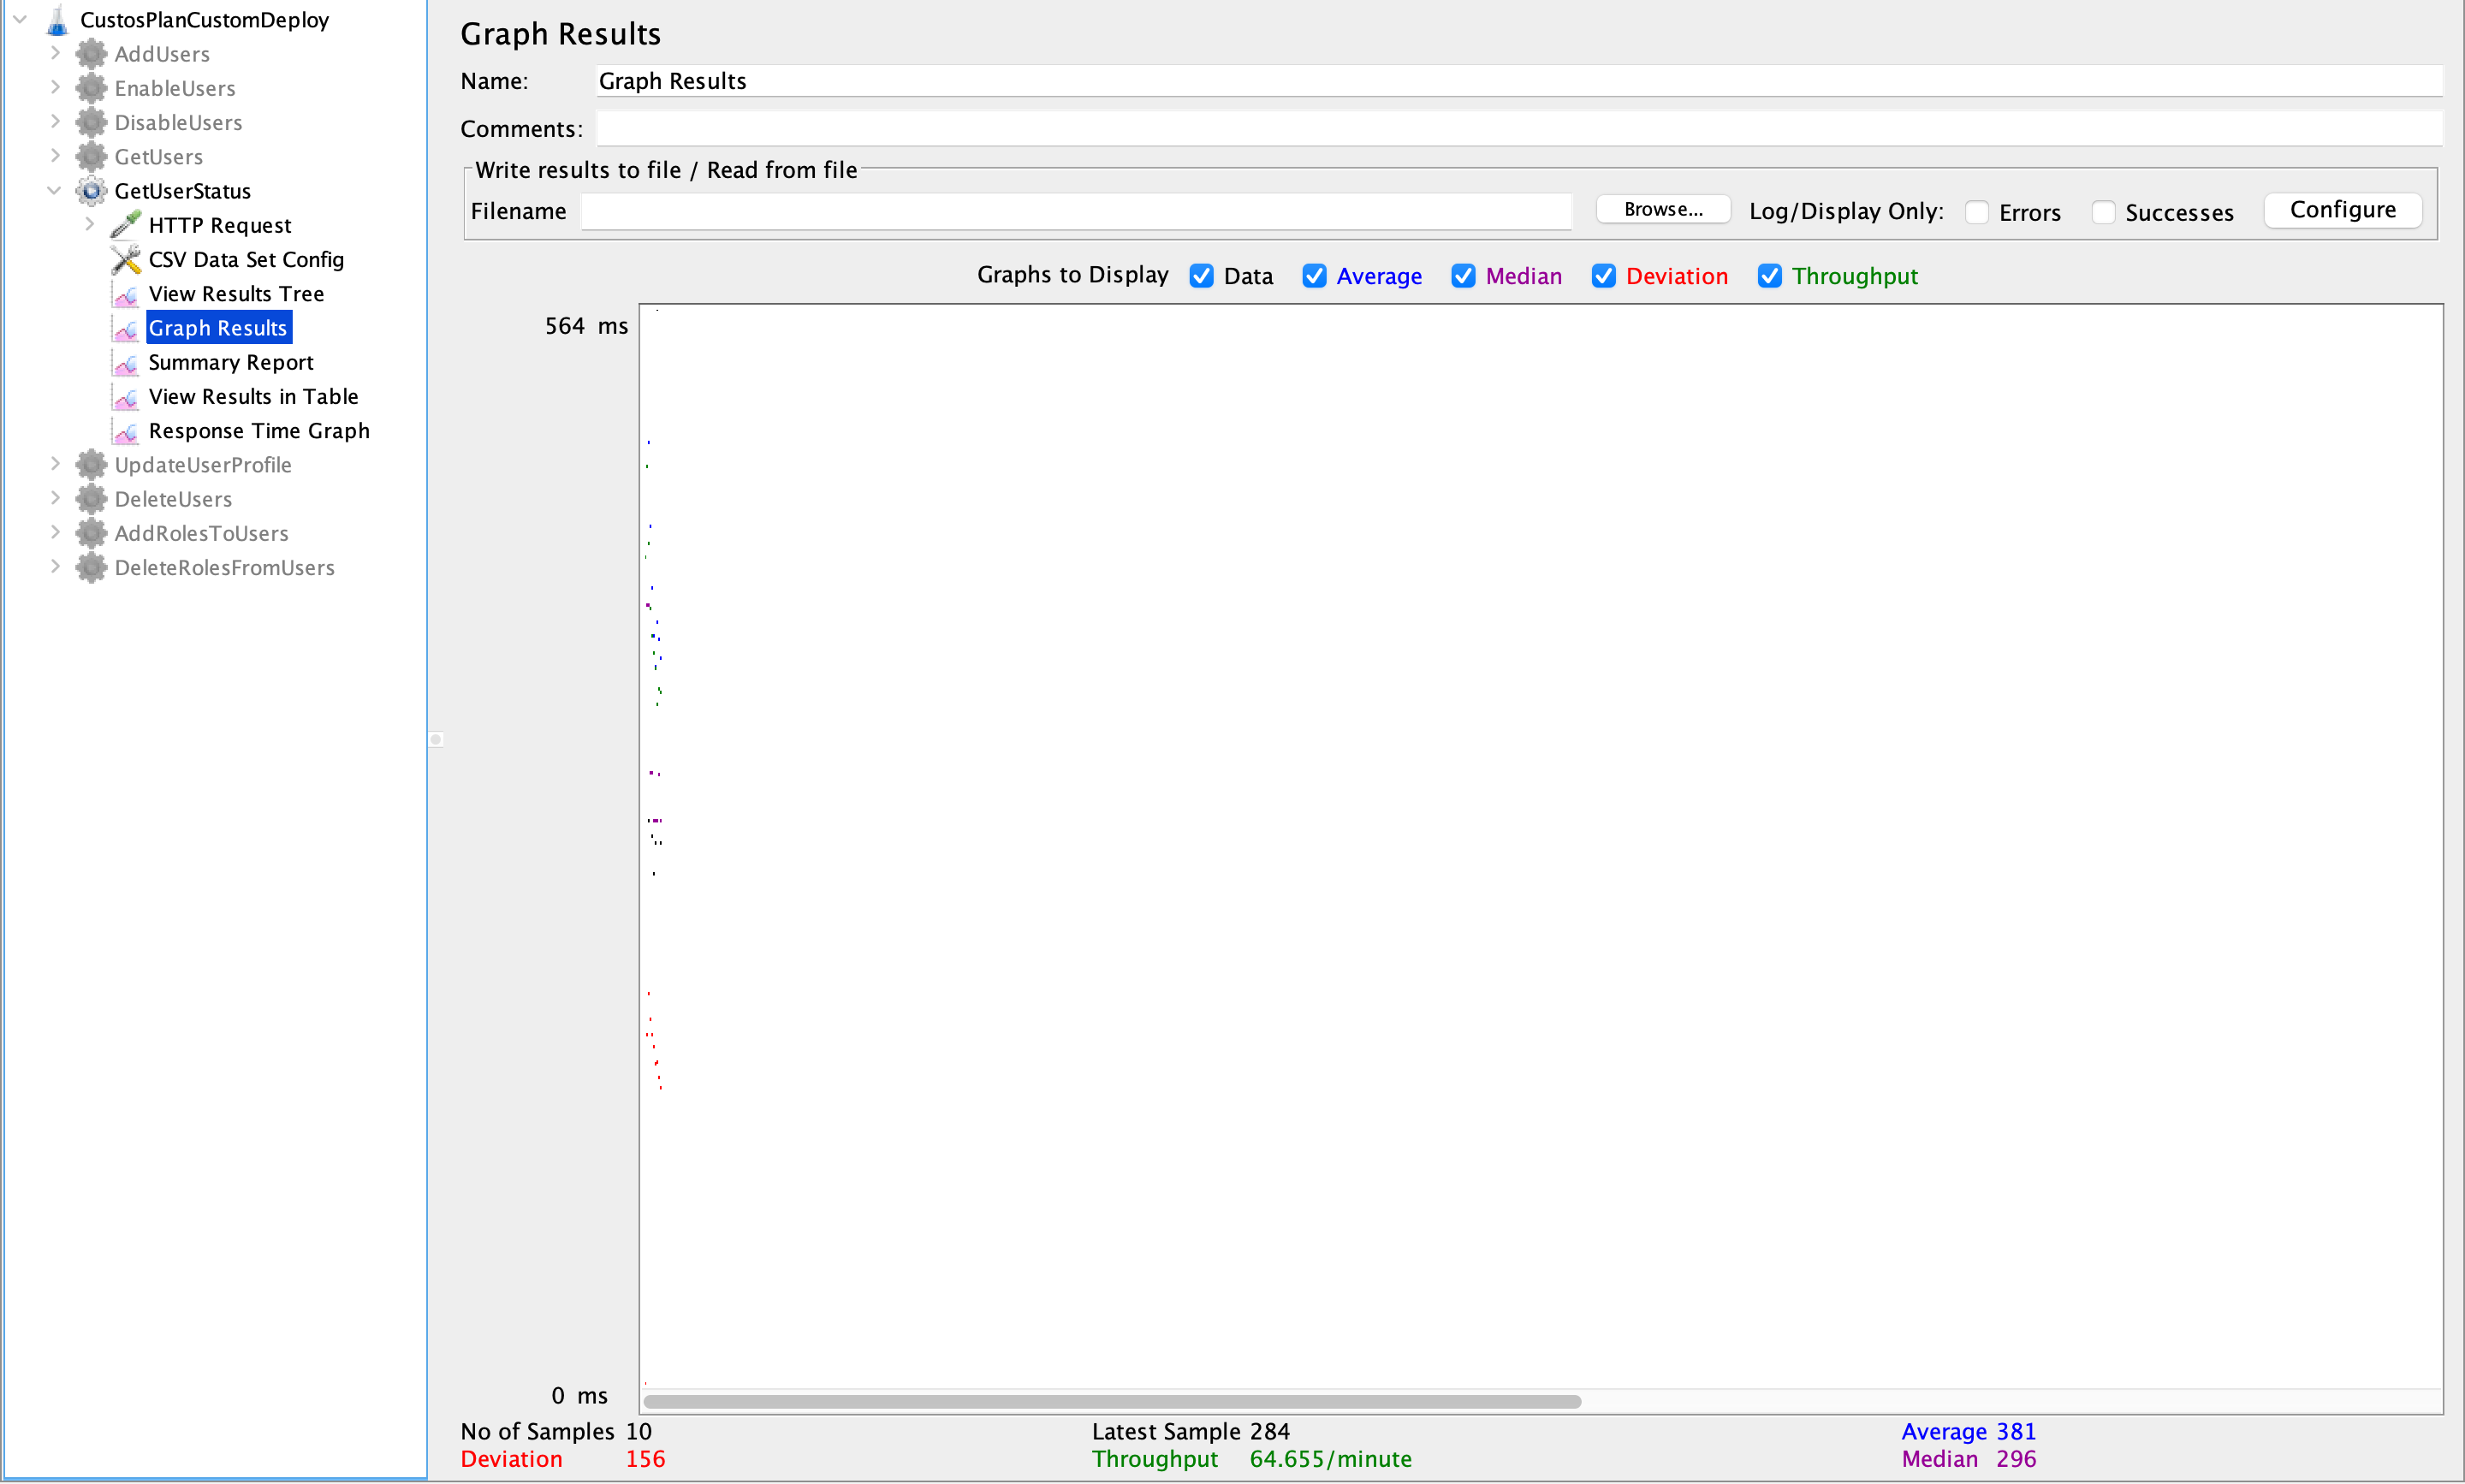 CustosPlanCustomDeploy
AddUsers
EnableUsers
DisableUsers
GetUsers
GetUserStatus
HTTP Request
CSV Data Set Config
View Results Tree
Graph Results
Summary Report
View Results in Table
Response Time Graph
UpdateUserProfile
DeleteUsers
AddRolesToUsers
DeleteRolesFromUsers
Graph Results
Name: Graph Results
Comments:
Write results to file / Read from file
Filename Browse... Log/Display Only: Errors Successes Configure
Graphs to Display Data Average Median Deviation Throughput
564 ms
0 ms
No of Samples 10 Latest Sample 284 Average 381
Deviation 156 Throughput 64.655/minute Median 296